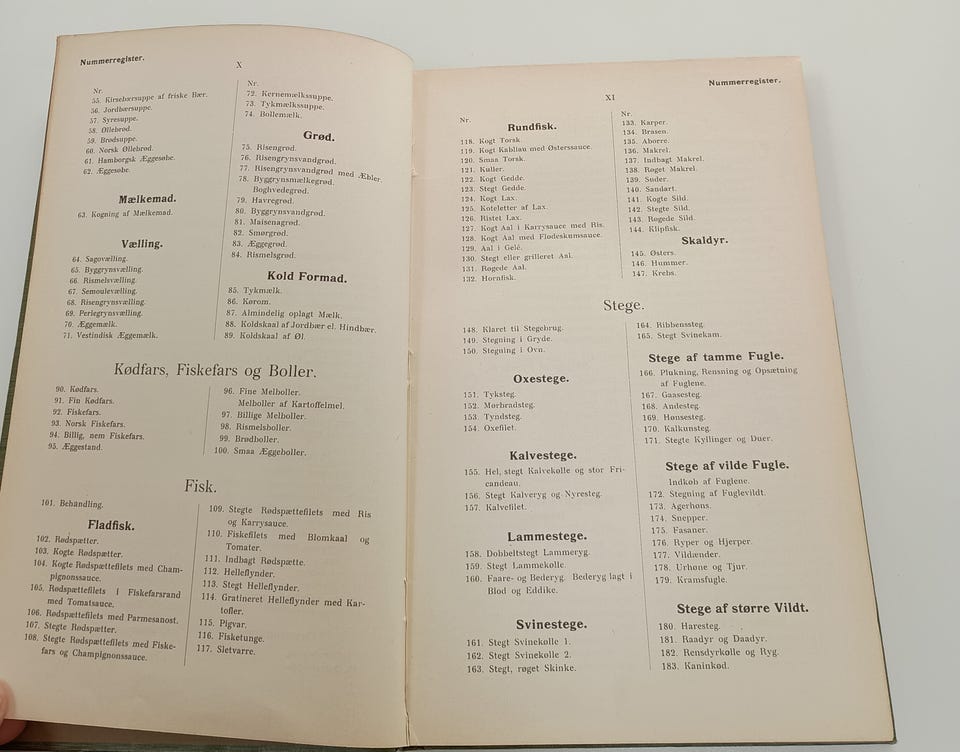 Nummerregister.
X
Nr.
55. Kirsebærsuppe af friske Bær.
56. Jordbærsuppe.
57. Syresuppe.
58. Øllebrød.
59. Brødsuppe.
60. Norsk Øllebrød.
61. Hamborgsk Æggesøbe.
62. Æggesøbe.
Mælkemad.
63. Kogning af Mælkemad.
Vælling.
64. Sagovælling.
65. Byggrynsvælling.
66. Rismelsvælling.
67. Semoulevælling.
68. Risengrynsvælling.
69. Perlegrynsvælling.
70. Æggemælk.
71. Vestindisk Æggemælk.
Nr.
72. Kernemælkssuppe.
73. Tykmælkssuppe.
74. Bollemælk.
Grød.
75. Risengrød.
76. Risengrynsvandgrød.
77. Risengrynsvandgrød med Æbler.
78. Byggrynsmælkegrød.
Boghvedegrød.
79. Havregrød.
80. Byggrynsvandgrød.
81. Maisenagrød.
82. Smørgrød.
83. Æggegrød.
84. Rismelsgrød.
Kold Formad.
85. Tykmælk.
86. Kørom.
87. Almindelig oplagt Mælk.
88. Koldskaal af Jordbær el. Hindbær.
89. Koldskaal af Øl.
Kødfars, Fiskefars og Boller.
90. Kødfars.
91. Fin Kødfars.
92. Fiskefars.
93. Norsk Fiskefars.
94. Billig, nem Fiskefars.
95. Æggestand.
96. Fine Melboller.
Melboller af Kartoffelmel.
97. Billige Melboller.
98. Rismelsboller.
99. Brødboller.
100. Smaa Æggeboller.
Fisk.
101. Behandling.
Fladfisk.
102. Rødspætter.
103. Kogte Rødspætter.
104. Kogte Rødspættefilets med Cham-
pignonssauce.
105. Rødspættefilets i Fiskefarsrand
med Tomatsauce.
106. Rødspættefilets med Parmesanost.
107. Stegte Rødspætter.
108. Stegte Rødspættefilets med Fiske-
fars og Champignonssauce.
109. Stegte Rødspættefilets med Ris
og Karrysauce.
110. Fiskefilets med Blomkaal og
Tomater.
111. Indbagt Rødspætte.
112. Helleflynder.
113. Stegt Helleflynder.
114. Gratineret Helleflynder med Kar-
tofler.
115. Pigvar.
116. Fisketunge.
117. Sletvarre.
Nummerregister.
XI
Nr.
Rundfisk.
118. Kogt Torsk
119. Kogt Kabliau med Østerssauce.
120. Smaa Torsk.
121. Kuller.
122. Kogt Gedde.
123. Stegt Gedde.
124. Kogt Lax.
125. Koteletter af Lax.
126. Ristet Lax.
127. Kogt Aal i Karrysauce med Ris.
128. Kogt Aal med Flødeskumsauce.
129. Aal i Gelé.
130. Stegt eller grilleret Aal.
131. Røgede Aal.
132. Hornfisk.
Nr.
133. Karper.
134. Brasen.
135. Aborre.
136. Makrel.
137. Indbagt Makrel.
138. Røget Makrel.
139. Suder.
140. Sandart.
141. Kogte Sild.
142. Stegte Sild.
143. Røgede Sild.
144. Klipfisk.
Skaldyr.
145. Østers.
146. Hummer.
147. Krebs.
Stege.
148. Klaret til Stegebrug.
149. Stegning i Gryde.
150. Stegning i Ovn.
Oxestege.
151. Tyksteg.
152. Mørbradsteg.
153. Tyndsteg.
154. Oxefilet.
Kalvestege.
155. Hel, stegt Kalvekølle og stor Fri-
candeau.
156. Stegt Kalveryg og Nyresteg.
157. Kalvefilet.
Lammestege.
158. Dobbeltstegt Lammeryg.
159. Stegt Lammekølle.
160. Faare- og Bederyg. Bederyg lagt i
Blod og Eddike.
Svinestege.
161. Stegt Svinekølle 1.
162. Stegt Svinekølle 2.
163. Stegt, røget Skinke.
164. Ribbenssteg.
165. Stegt Svinekam.
Stege af tamme Fugle.
166. Plukning, Rensning og Opsætning
af Fuglene.
167. Gaasesteg.
168. Andesteg.
169. Hønsesteg.
170. Kalkunsteg.
171. Stegte Kyllinger og Duer.
Stege af vilde Fugle.
Indkøb af Fuglene.
172. Stegning af Fuglevildt.
173. Agerhøns.
174. Snepper.
175. Fasaner.
176. Ryper og Hjerper.
177. Vildænder.
178. Urhøne og Tjur.
179. Kramsfugle.
Stege af større Vildt.
180. Haresteg.
181. Raadyr og Daadyr.
182. Rensdyrkølle og Ryg.
183. Kaninkød.